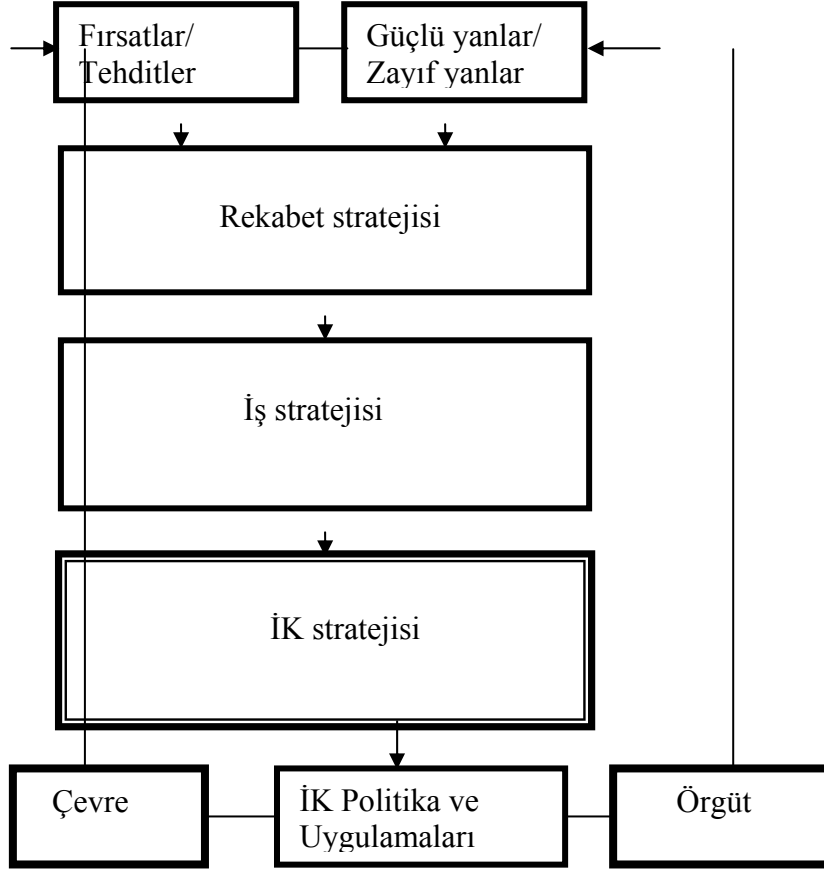 Fırsatlar/
Tehditler
Güçlü yanlar/
Zayıf yanlar
Rekabet stratejisi
İş stratejisi
İK stratejisi
Çevre
İK Politika ve
Uygulamaları
Örgüt